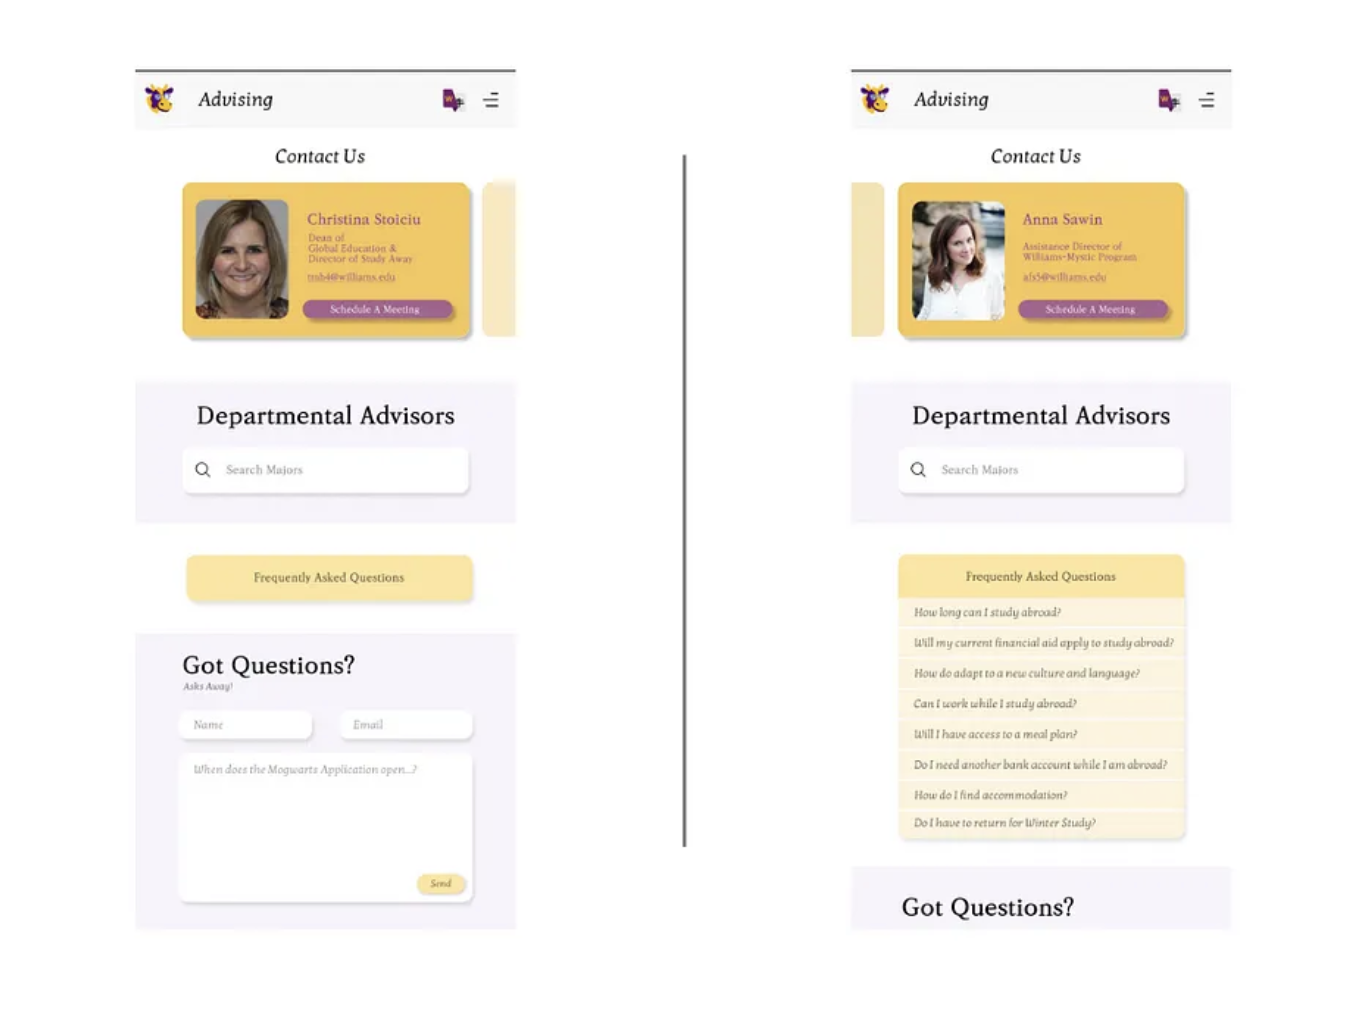 Advising
Contact Us
Christina Stoiciu
Dean of
Global Education &
Director of Study Away
tmb4@williams.edu
Schedule A Meeting
Departmental Advisors
Search Majors
Frequently Asked Questions
Got Questions?
Asks Away!
Name
Email
When does the Mogwarts Application open...?
Send
Advising
Contact Us
Anna Sawin
Assistance Director of
Williams-Mystic Program
afs5@williams.edu
Schedule A Meeting
Departmental Advisors
Search Majors
Frequently Asked Questions
How long can I study abroad?
Will my current financial aid apply to study abroad?
How do adapt to a new culture and language?
Can I work while I study abroad?
Will I have access to a meal plan?
Do I need another bank account while I am abroad?
How do I find accommodation?
Do I have to return for Winter Study?
Got Questions?